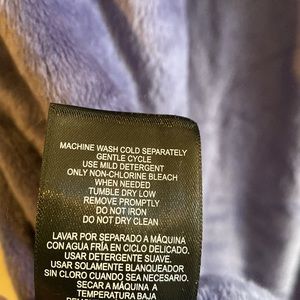 MACHINE WASH COLD SEPARATELY
GENTLE CYCLE
USE MILD DETERGENT
ONLY NON-CHLORINE BLEACH
WHEN NEEDED
TUMBLE DRY LOW
REMOVE PROMPTLY
DO NOT IRON
DO NOT DRY CLEAN
LAVAR POR SEPARADO A MÁQUINA
CON AGUA FRÍA EN CICLO DELICADO.
USAR DETERGENTE SUAVE.
USAR SOLAMENTE BLANQUEADOR
SIN CLORO CUANDO SEA NECESARIO.
SECAR A MÁQUINA A
TEMPERATURA BAJA